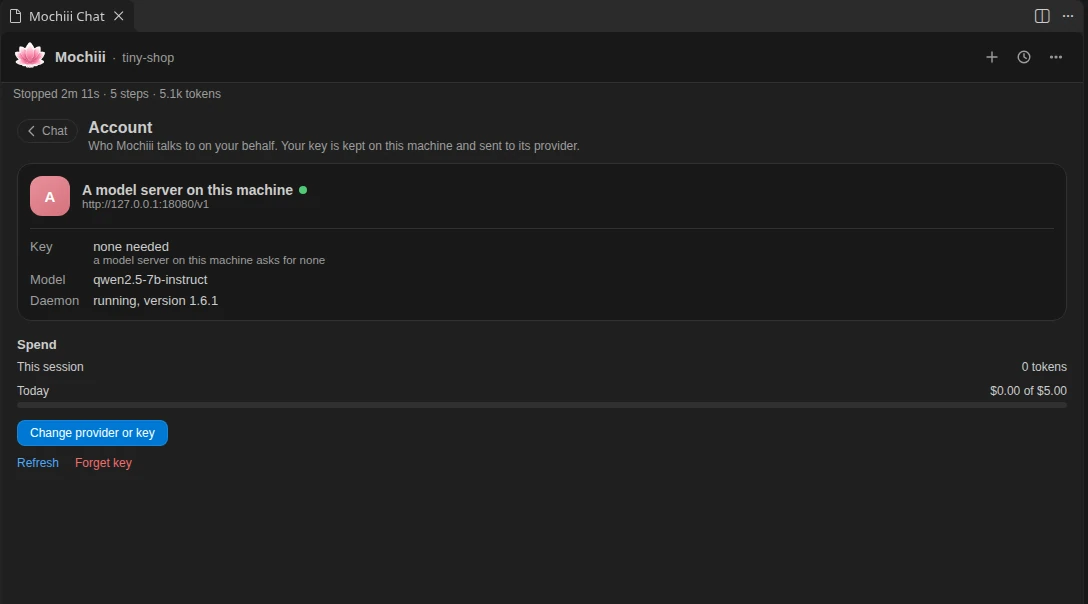 Mochiii Chat
Mochiii · tiny-shop
Stopped 2m 11s · 5 steps · 5.1k tokens
Chat
Account
Who Mochiii talks to on your behalf. Your key is kept on this machine and sent to its provider.
A
A model server on this machine
http://127.0.0.1:18080/v1
Key none needed
a model server on this machine asks for none
Model qwen2.5-7b-instruct
Daemon running, version 1.6.1
Spend
This session 0 tokens
Today $0.00 of $5.00
Change provider or key
Refresh Forget key